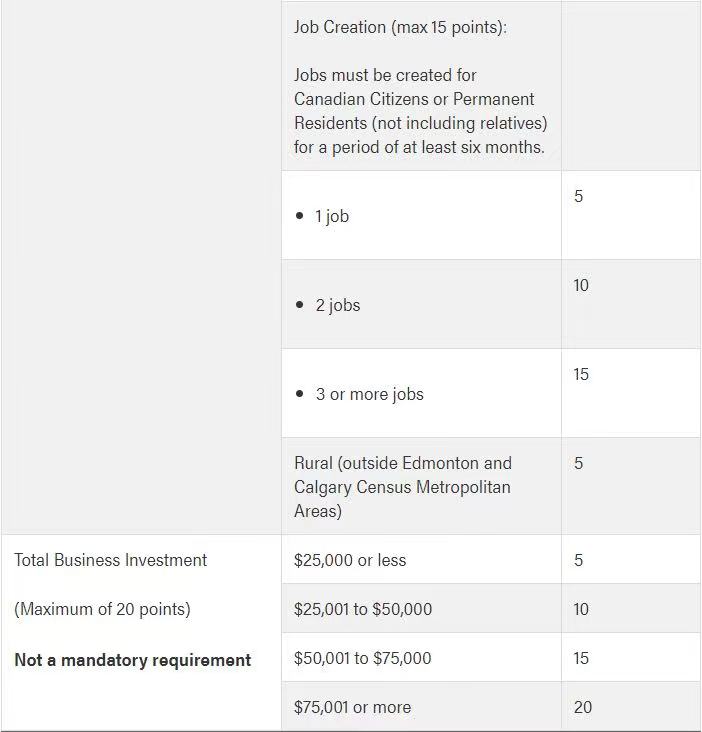 Job Creation (max 15 points):
Jobs must be created for
Canadian Citizens or Permanent
Residents (not including relatives)
for a period of at least six months.
• 1 job
5
• 2 jobs
10
• 3 or more jobs
15
Rural (outside Edmonton and
Calgary Census Metropolitan
Areas)
5
Total Business Investment
(Maximum of 20 points)
Not a mandatory requirement
$25,000 or less
5
$25,001 to $50,000
10
$50,001 to $75,000
15
$75,001 or more
20